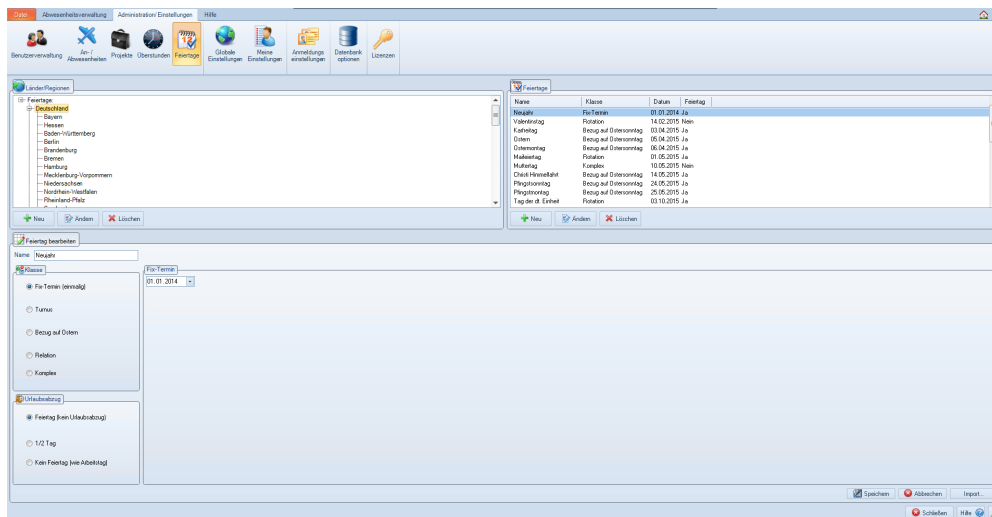 Datei Abwesenheitsverwaltung Administration/Einstellungen Hilfe
Benutzerverwaltung An- / Abwesenheiten Projekte Überstunden Feiertage Globale Einstellungen Meine Einstellungen Anmeldungs einstellungen Datenbank optionen Lizenzen
Länder/Regionen
Feiertage:
Deutschland
Bayern
Hessen
Baden-Württemberg
Berlin
Brandenburg
Bremen
Hamburg
Mecklenburg-Vorpommern
Niedersachsen
Nordrhein-Westfalen
Rheinland-Pfalz
Neu Ändern Löschen
Feiertage
Name Klasse Datum Feiertag
Neujahr Fix-Termin 01.01.2014 Ja
Valentinstag Rotation 14.02.2015 Nein
Karfreitag Bezug auf Ostersonntag 03.04.2015 Ja
Ostern Bezug auf Ostersonntag 05.04.2015 Ja
Ostermontag Bezug auf Ostersonntag 06.04.2015 Ja
Maifeiertag Rotation 01.05.2015 Ja
Muttertag Komplex 10.05.2015 Nein
Christi Himmelfahrt Bezug auf Ostersonntag 14.05.2015 Ja
Pfingstsonntag Bezug auf Ostersonntag 24.05.2015 Ja
Pfingstmontag Bezug auf Ostersonntag 25.05.2015 Ja
Tag der dt. Einheit Rotation 03.10.2015 Ja
Neu Ändern Löschen
Feiertag bearbeiten
Name Neujahr
Klasse
Fix-Termin (einmalig)
Turnus
Bezug auf Ostern
Relation
Komplex
Fix-Termin
01.01.2014
Urlaubsabzug
Feiertag (kein Urlaubsabzug)
1/2 Tag
Kein Feiertag (wie Arbeitstag)
Speichern Abbrechen Import...
Schließen Hilfe